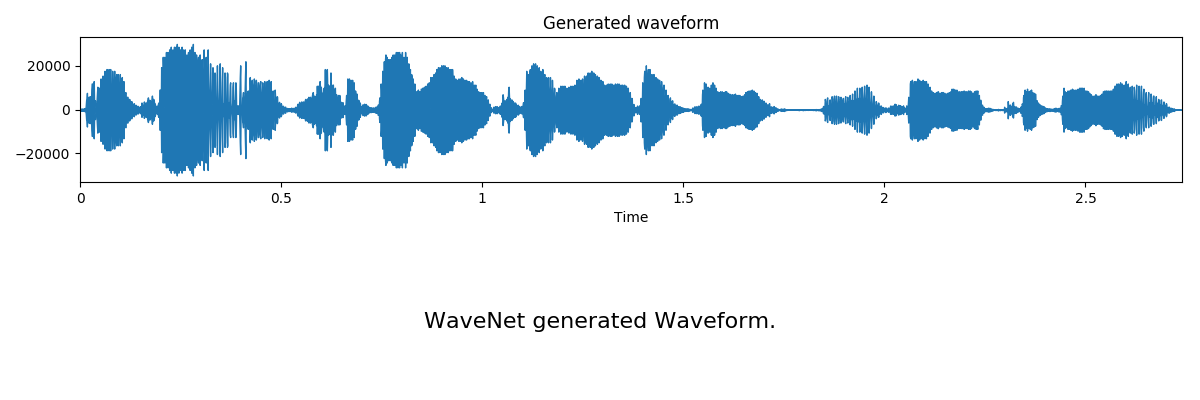 Generated waveform
20000
0
−20000
0 0.5 1 1.5 2 2.5
Time
WaveNet generated Waveform.